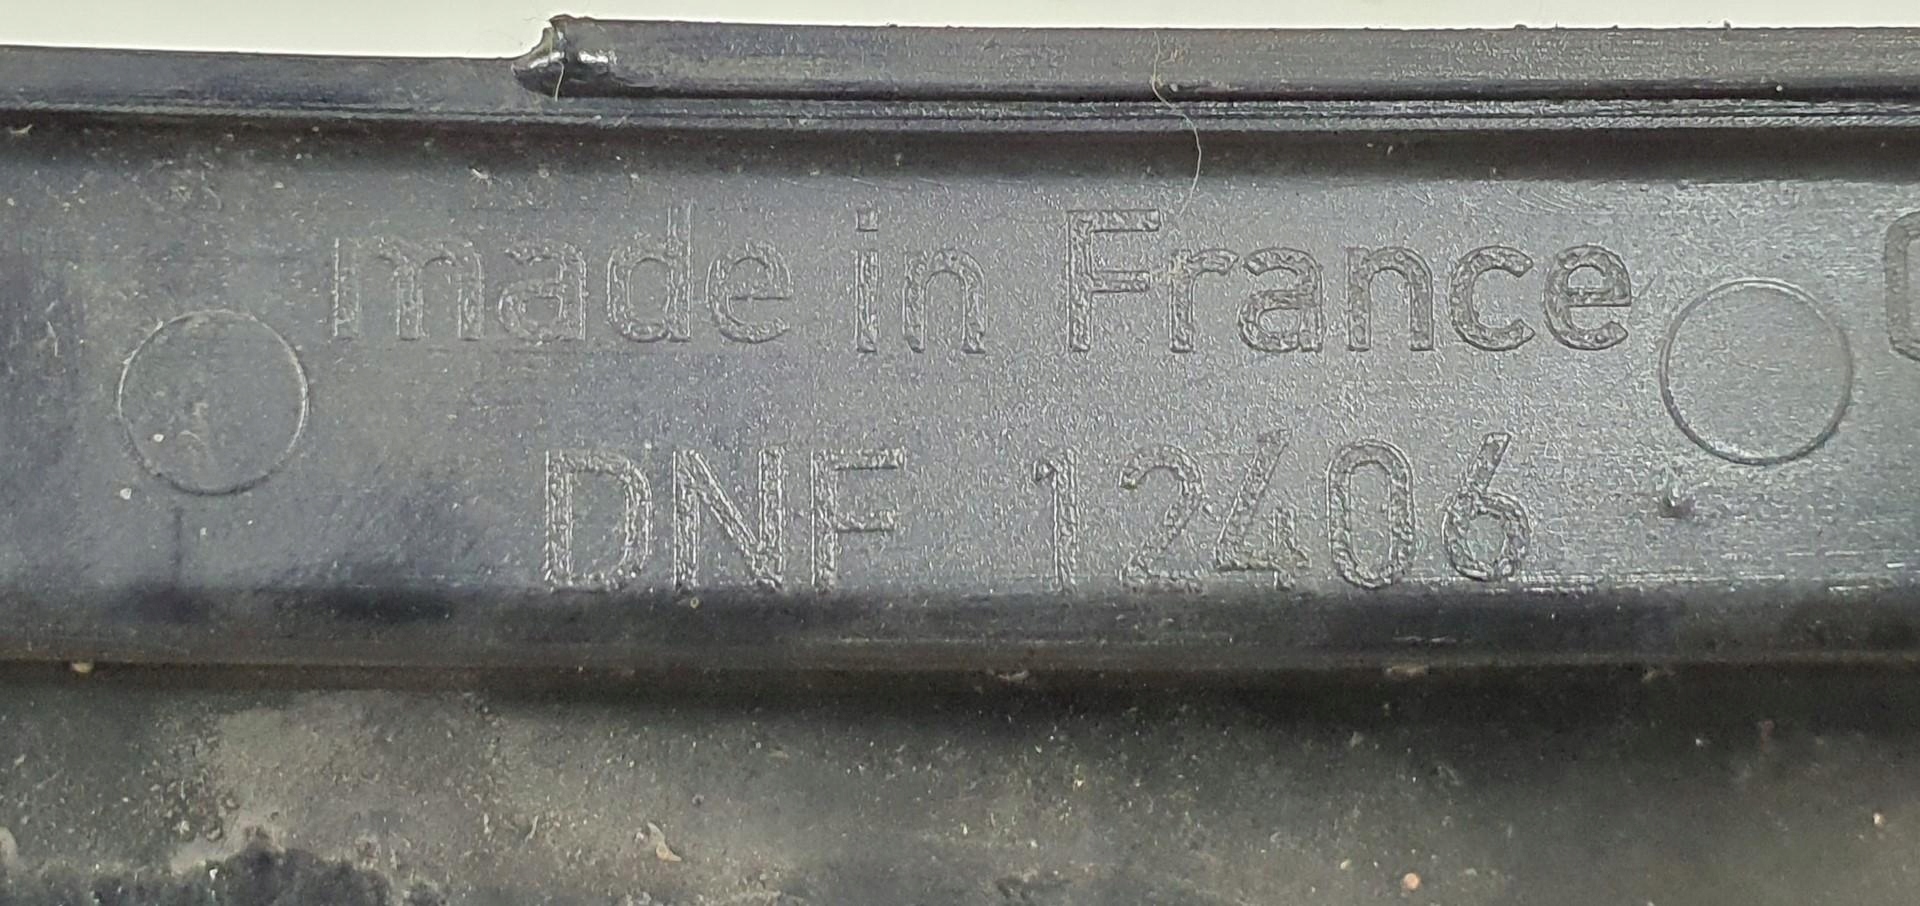 made in France
DNF 12406